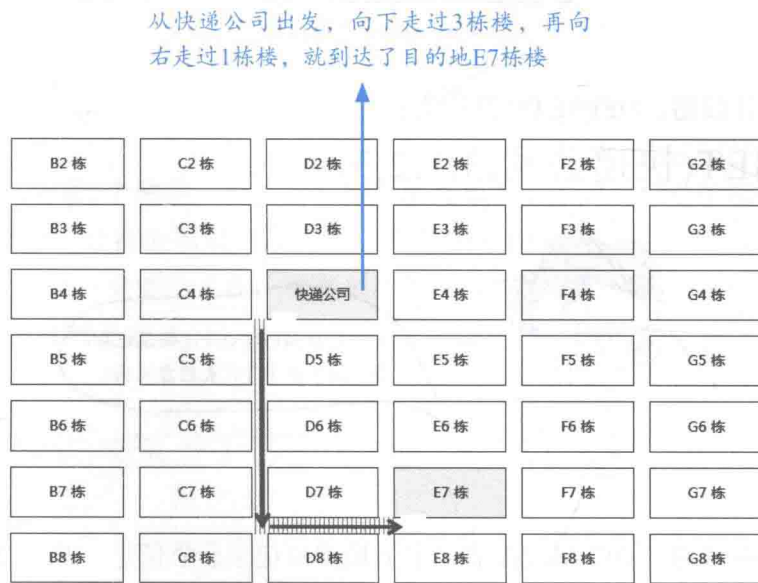 从快递公司出发，向下走过3栋楼，再向
右走过1栋楼，就到达了目的地E7栋楼
B2 栋 C2 栋 D2 栋 E2 栋 F2 栋 G2 栋
B3 栋 C3 栋 D3 栋 E3 栋 F3 栋 G3 栋
B4 栋 C4 栋 快递公司 E4 栋 F4 栋 G4 栋
B5 栋 C5 栋 D5 栋 E5 栋 F5 栋 G5 栋
B6 栋 C6 栋 D6 栋 E6 栋 F6 栋 G6 栋
B7 栋 C7 栋 D7 栋 E7 栋 F7 栋 G7 栋
B8 栋 C8 栋 D8 栋 E8 栋 F8 栋 G8 栋